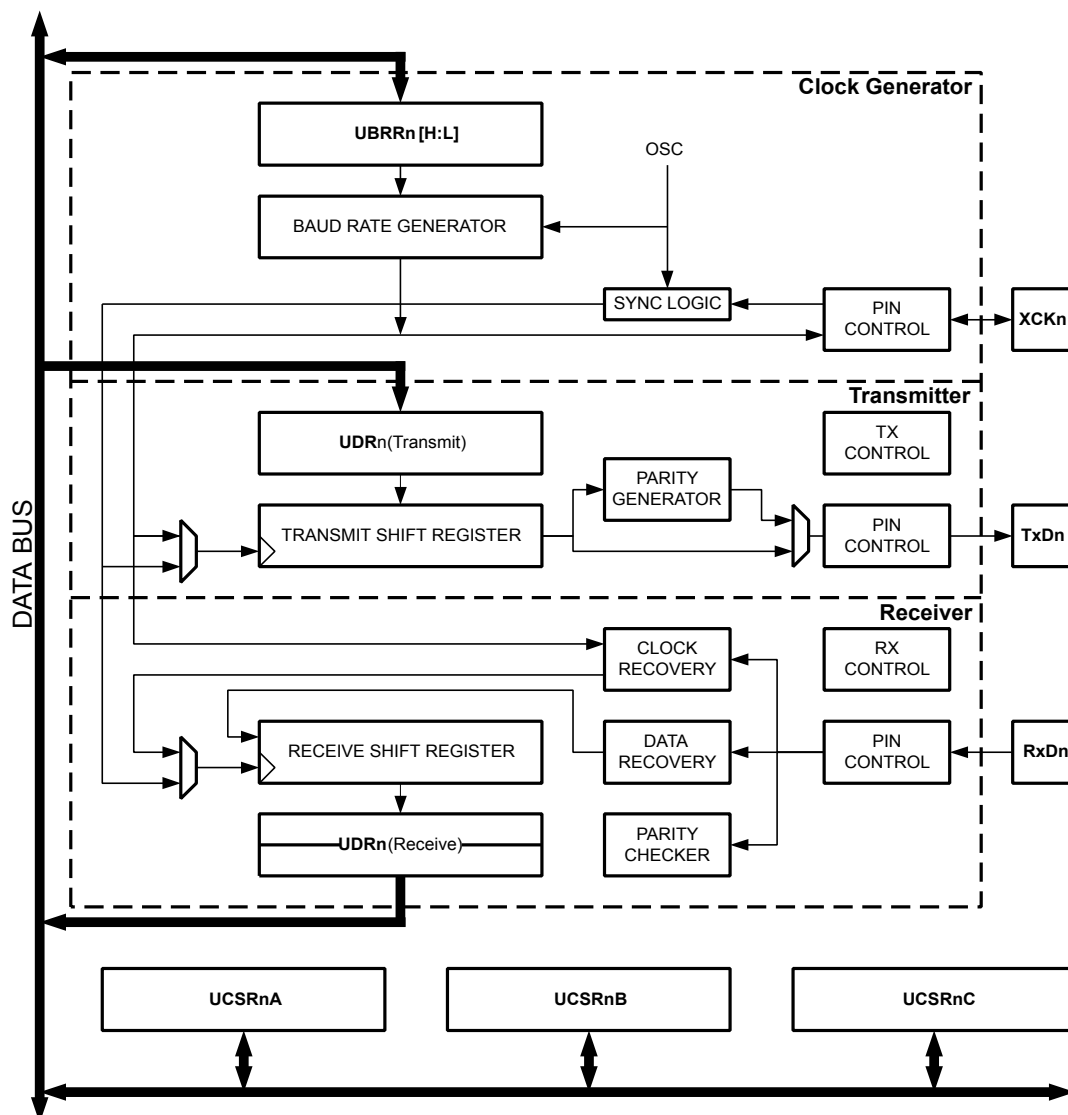 Clock Generator
UBRRn [H:L]
OSC
BAUD RATE GENERATOR
SYNC LOGIC
PIN
CONTROL
XCKn
Transmitter
UDRn(Transmit)
TX
CONTROL
PARITY
GENERATOR
TRANSMIT SHIFT REGISTER
PIN
CONTROL
TxDn
DATA BUS
Receiver
CLOCK
RECOVERY
RX
CONTROL
RECEIVE SHIFT REGISTER
DATA
RECOVERY
PIN
CONTROL
RxDn
UDRn(Receive)
PARITY
CHECKER
UCSRnA
UCSRnB
UCSRnC